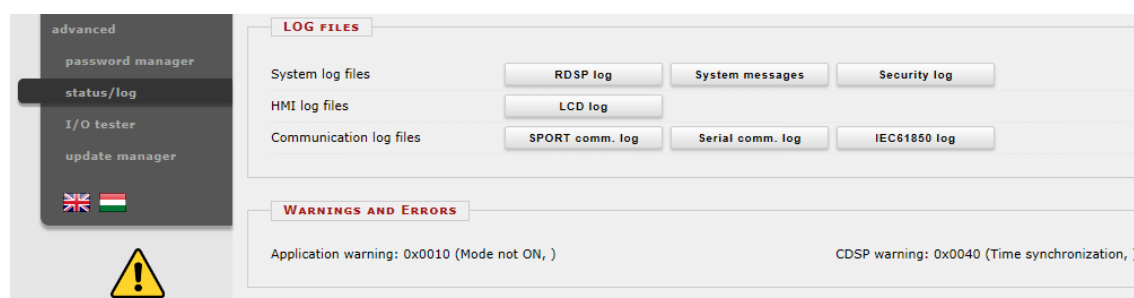 advanced
password manager
status/log
I/O tester
update manager
LOG FILES
System log files RDSP log System messages Security log
HMI log files LCD log
Communication log files SPORT comm. log Serial comm. log IEC61850 log
WARNINGS AND ERRORS
Application warning: 0x0010 (Mode not ON, ) CDSP warning: 0x0040 (Time synchronization, )